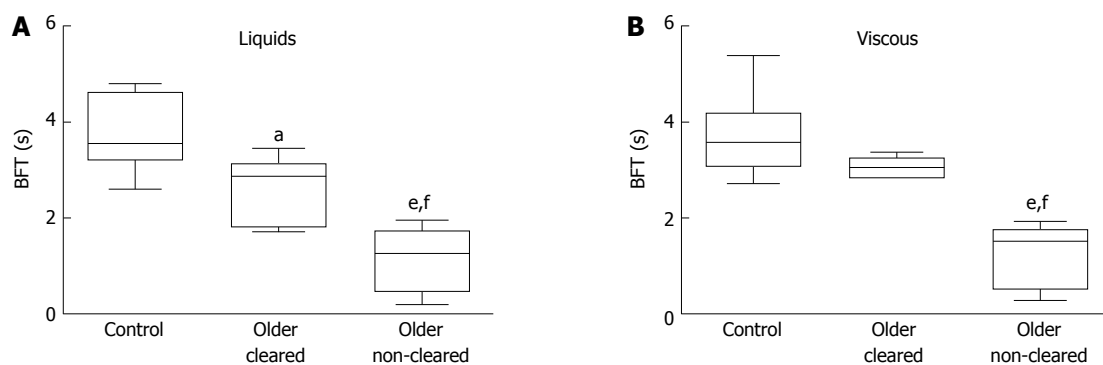 A
Liquids
BFT (s)
6
4
2
0
a
e,f
Control
Older
cleared
Older
non-cleared
B
Viscous
BFT (s)
6
4
2
0
e,f
Control
Older
cleared
Older
non-cleared